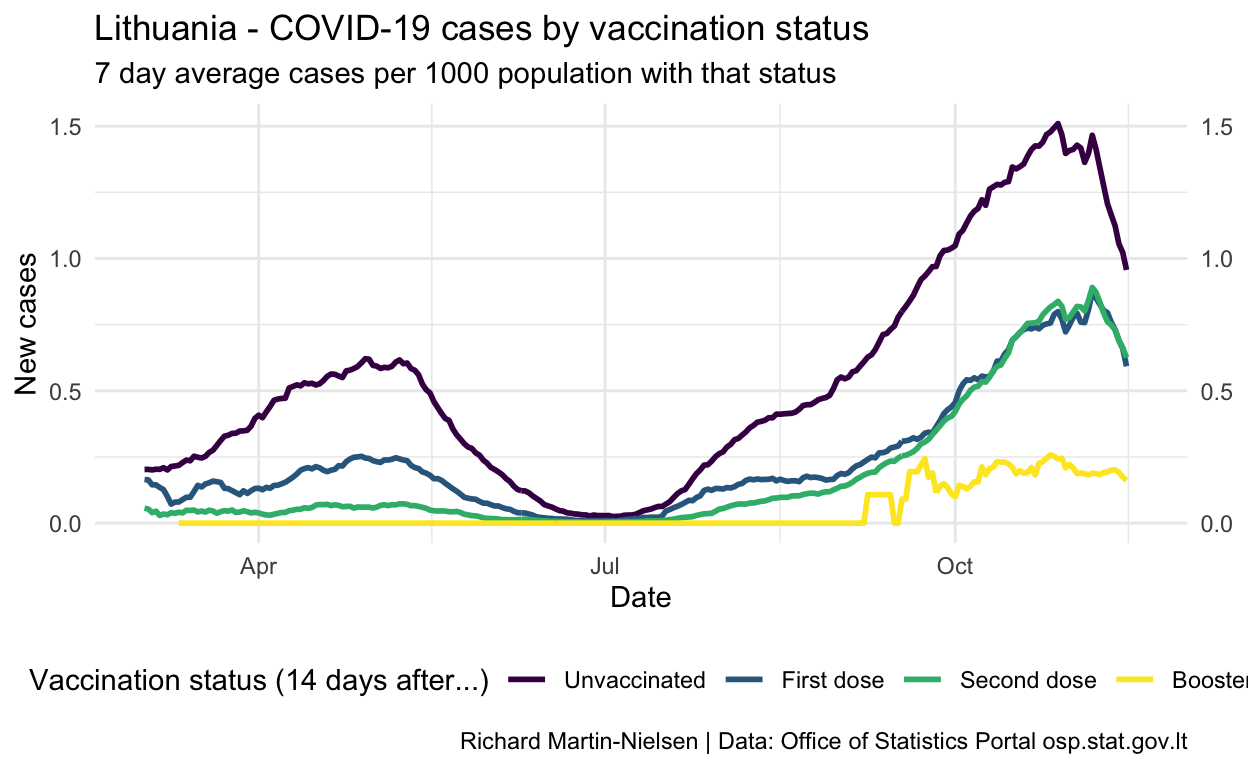 Lithuania - COVID-19 cases by vaccination status
7 day average cases per 1000 population with that status
1.5 1.5
1.0 1.0
0.5 0.5
0.0 0.0
New cases
Apr Jul Oct
Date
Vaccination status (14 days after...) Unvaccinated First dose Second dose Booster
Richard Martin-Nielsen | Data: Office of Statistics Portal osp.stat.gov.lt